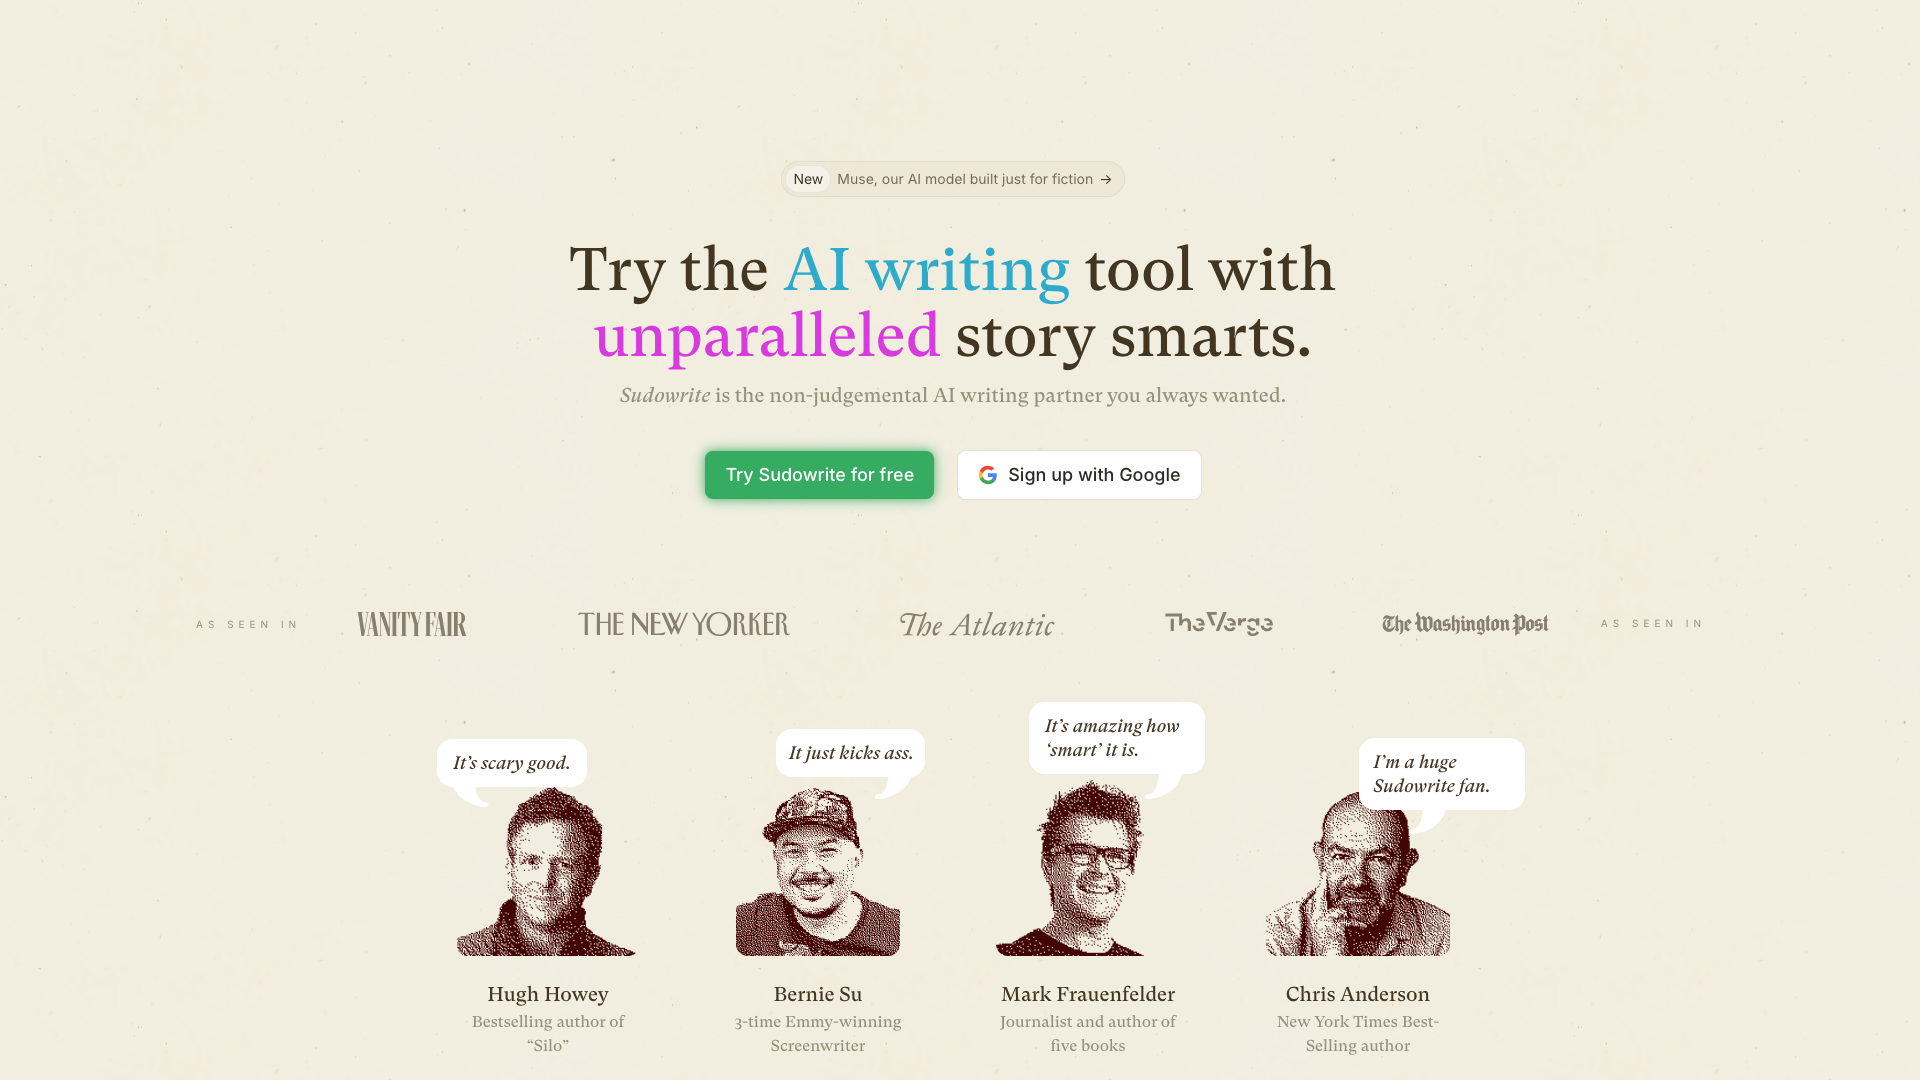 New Muse, our AI model built just for fiction →
Try the AI writing tool with
unparalleled story smarts.
Sudowrite is the non-judgemental AI writing partner you always wanted.
Try Sudowrite for free
Sign up with Google
AS SEEN IN
VANITY FAIR
THE NEW YORKER
The Atlantic
The Verge
The Washington Post
AS SEEN IN
It’s scary good.
Hugh Howey
Bestselling author of
“Silo”
It just kicks ass.
Bernie Su
3-time Emmy-winning
Screenwriter
It’s amazing how
‘smart’ it is.
Mark Frauenfelder
Journalist and author of
five books
I’m a huge
Sudowrite fan.
Chris Anderson
New York Times Best-
Selling author